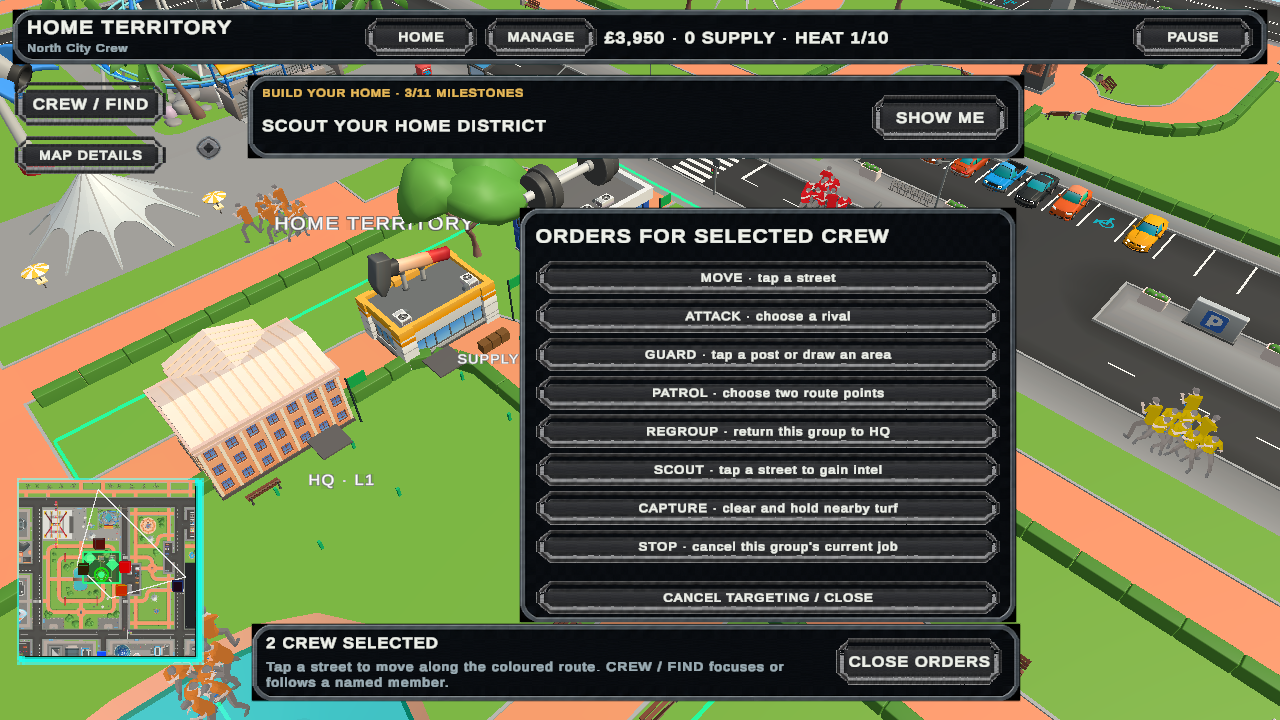 HOME TERRITORY
North City Crew
HOME
MANAGE
£3,950 · 0 SUPPLY · HEAT 1/10
PAUSE
CREW / FIND
MAP DETAILS
BUILD YOUR HOME · 3/11 MILESTONES
SCOUT YOUR HOME DISTRICT
SHOW ME
HOME TERRITORY
SUPPLY
HQ · L1
P
ORDERS FOR SELECTED CREW
MOVE · tap a street
ATTACK · choose a rival
GUARD · tap a post or draw an area
PATROL · choose two route points
REGROUP · return this group to HQ
SCOUT · tap a street to gain intel
CAPTURE · clear and hold nearby turf
STOP · cancel this group's current job
CANCEL TARGETING / CLOSE
2 CREW SELECTED
Tap a street to move along the coloured route. CREW / FIND focuses or
follows a named member.
CLOSE ORDERS